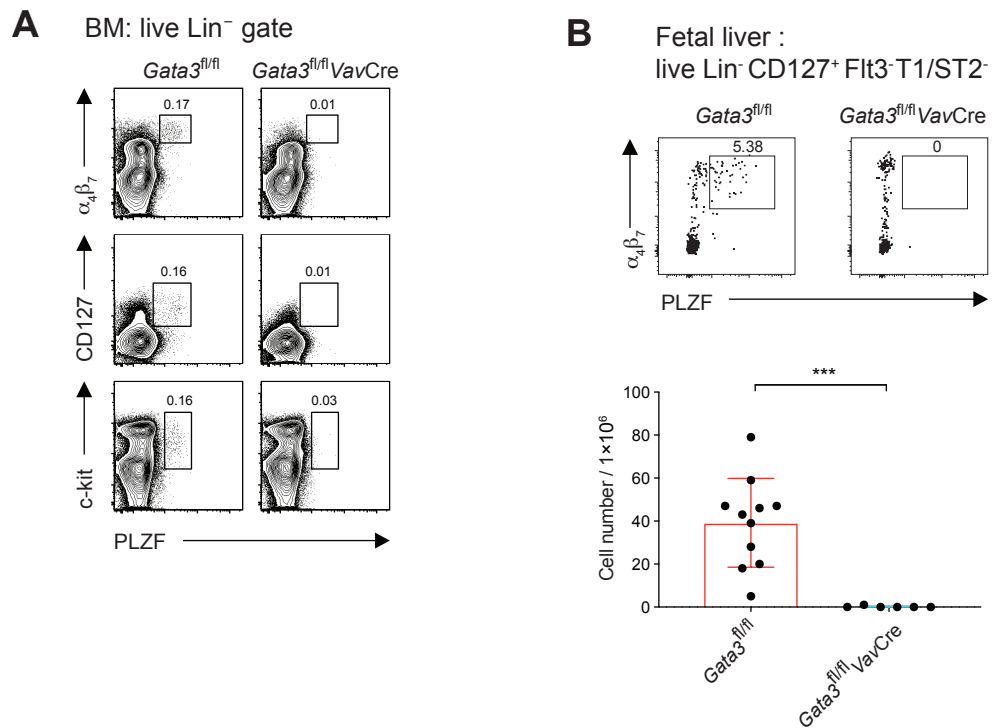 A
BM: live Lin⁻ gate
Gata3fl/fl
Gata3fl/flVavCre
α4β7
0.17
0.01
CD127
0.16
0.01
c-kit
0.16
0.03
PLZF
B
Fetal liver :
live Lin⁻ CD127⁺ Flt3⁻T1/ST2⁻
Gata3fl/fl
Gata3fl/flVavCre
α4β7
5.38
0
PLZF
***
Cell number / 1×10⁶
100
80
60
40
20
0
Gata3fl/fl
Gata3fl/flVavCre